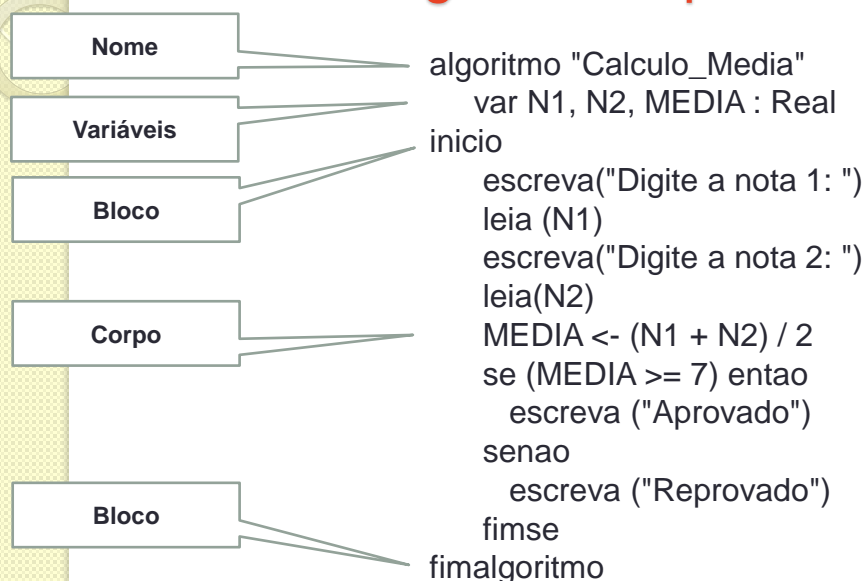 Nome
algoritmo "Calculo_Media"
var N1, N2, MEDIA : Real
Variáveis
inicio
escreva("Digite a nota 1: ")
Bloco
leia (N1)
escreva("Digite a nota 2: ")
leia(N2)
Corpo
MEDIA <- (N1 + N2) / 2
se (MEDIA >= 7) entao
escreva ("Aprovado")
senao
escreva ("Reprovado")
Bloco
fimse
fimalgoritmo